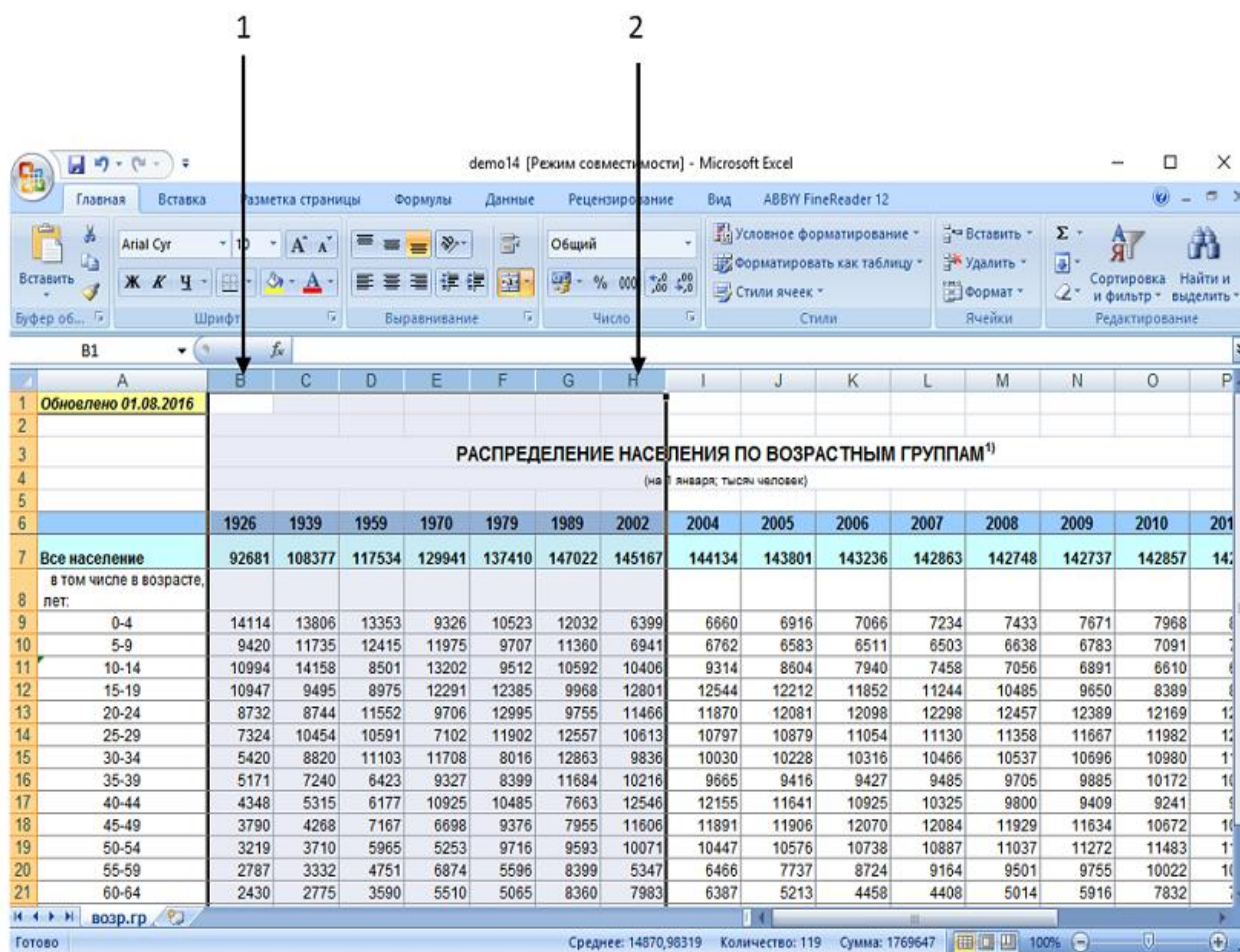 1 2
demo14 [Режим совместимости] - Microsoft Excel
Главная Вставка Разметка страницы Формулы Данные Рецензирование Вид ABBYY FineReader 12
Arial Cyr 10 A A Общий Условное форматирование Вставить Σ
Вставить Ж К Ч % 000 Форматировать как таблицу Удалить Сортировка и фильтр Найти и выделить
Стили ячеек Формат
Буфер об... Шрифт Выравнивание Число Стили Ячейки Редактирование
B1 fx
A B C D E F G H I J K L M N O P
1 Обновлено 01.08.2016
2
3 РАСПРЕДЕЛЕНИЕ НАСЕЛЕНИЯ ПО ВОЗРАСТНЫМ ГРУППАМ1)
4 (на 1 января; тысяч человек)
5
6 1926 1939 1959 1970 1979 1989 2002 2004 2005 2006 2007 2008 2009 2010 201
7 Все население 92681 108377 117534 129941 137410 147022 145167 144134 143801 143236 142863 142748 142737 142857 142
в том числе в возрасте,
8 лет:
9 0-4 14114 13806 13353 9326 10523 12032 6399 6660 6916 7066 7234 7433 7671 7968
10 5-9 9420 11735 12415 11975 9707 11360 6941 6762 6583 6511 6503 6638 6783 7091
11 10-14 10994 14158 8501 13202 9512 10592 10406 9314 8604 7940 7458 7056 6891 6610
12 15-19 10947 9495 8975 12291 12385 9968 12801 12544 12212 11852 11244 10485 9650 8389
13 20-24 8732 8744 11552 9706 12995 9755 11466 11870 12081 12098 12298 12457 12389 12169 12
14 25-29 7324 10454 10591 7102 11902 12557 10613 10797 10879 11054 11130 11358 11667 11982 12
15 30-34 5420 8820 11103 11708 8016 12863 9836 10030 10228 10316 10466 10537 10696 10980 1
16 35-39 5171 7240 6423 9327 8399 11684 10216 9665 9416 9427 9485 9705 9885 10172 10
17 40-44 4348 5315 6177 10925 10485 7663 12546 12155 11641 10925 10325 9800 9409 9241
18 45-49 3790 4268 7167 6698 9376 7955 11606 11891 11906 12070 12084 11929 11634 10672 10
19 50-54 3219 3710 5965 5253 9716 9593 10071 10447 10576 10738 10887 11037 11272 11483 1
20 55-59 2787 3332 4751 6874 5596 8399 5347 6466 7737 8724 9164 9501 9755 10022 10
21 60-64 2430 2775 3590 5510 5065 8360 7983 6387 5213 4458 4408 5014 5916 7832
возр.гр
Готово Среднее: 14870,98319 Количество: 119 Сумма: 1769647 100%